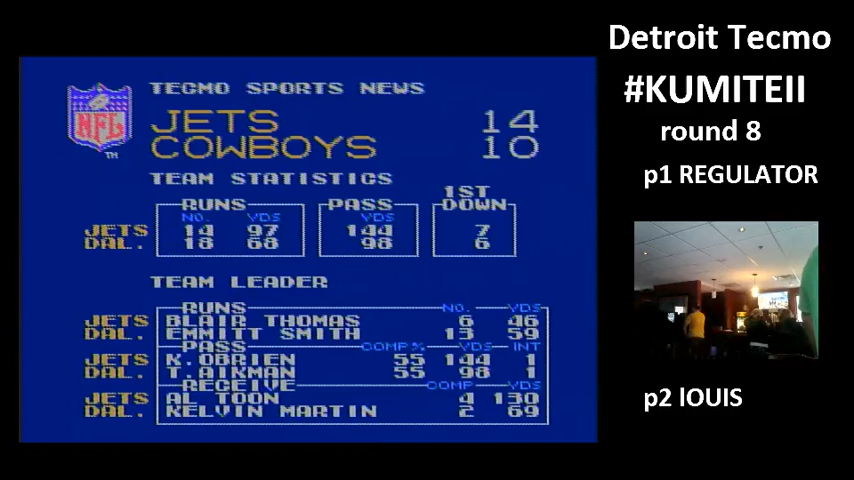 TECMO SPORTS NEWS
NFL
TM
JETS 14
COWBOYS 10
TEAM STATISTICS
RUNS PASS 1ST DOWN
NO. YDS YDS
JETS 14 97 144 7
DAL. 18 68 98 6
TEAM LEADER
RUNS NO. YDS
JETS BLAIR THOMAS 6 46
DAL. EMMITT SMITH 13 59
PASS COMP% YDS INT
JETS K.OBRIEN 55 144 1
DAL. T.AIKMAN 55 98 1
RECEIVE COMP YDS
JETS AL TOON 4 130
DAL. KELVIN MARTIN 2 69
Detroit Tecmo
#KUMITEII
round 8
p1 REGULATOR
p2 lOUIS